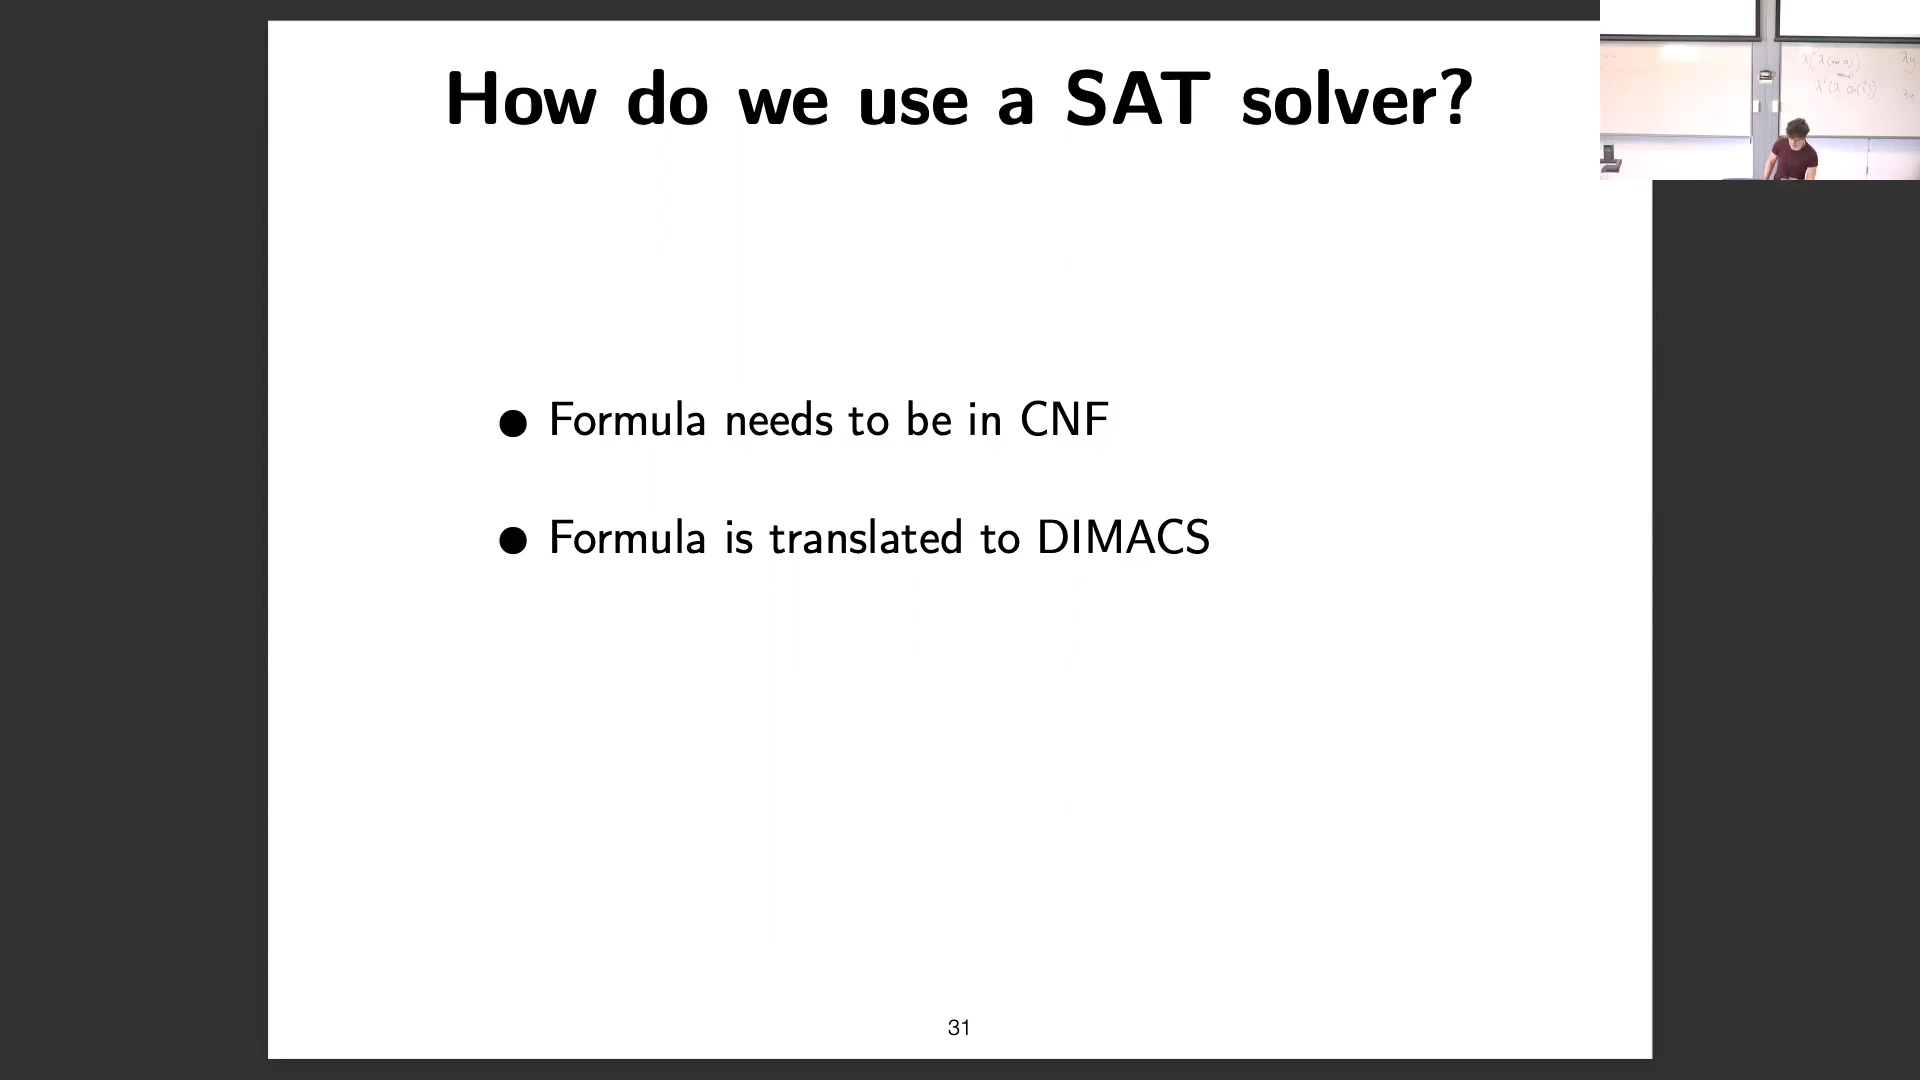 How do we use a SAT solver?
● Formula needs to be in CNF
● Formula is translated to DIMACS
31